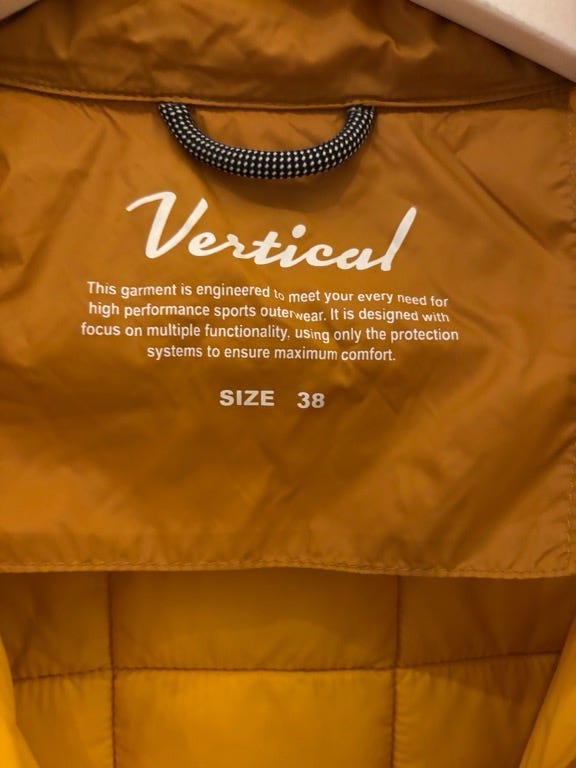 Vertical
This garment is engineered to meet your every need for
high performance sports outerwear. It is designed with
focus on multiple functionality, using only the protection
systems to ensure maximum comfort.
SIZE 38